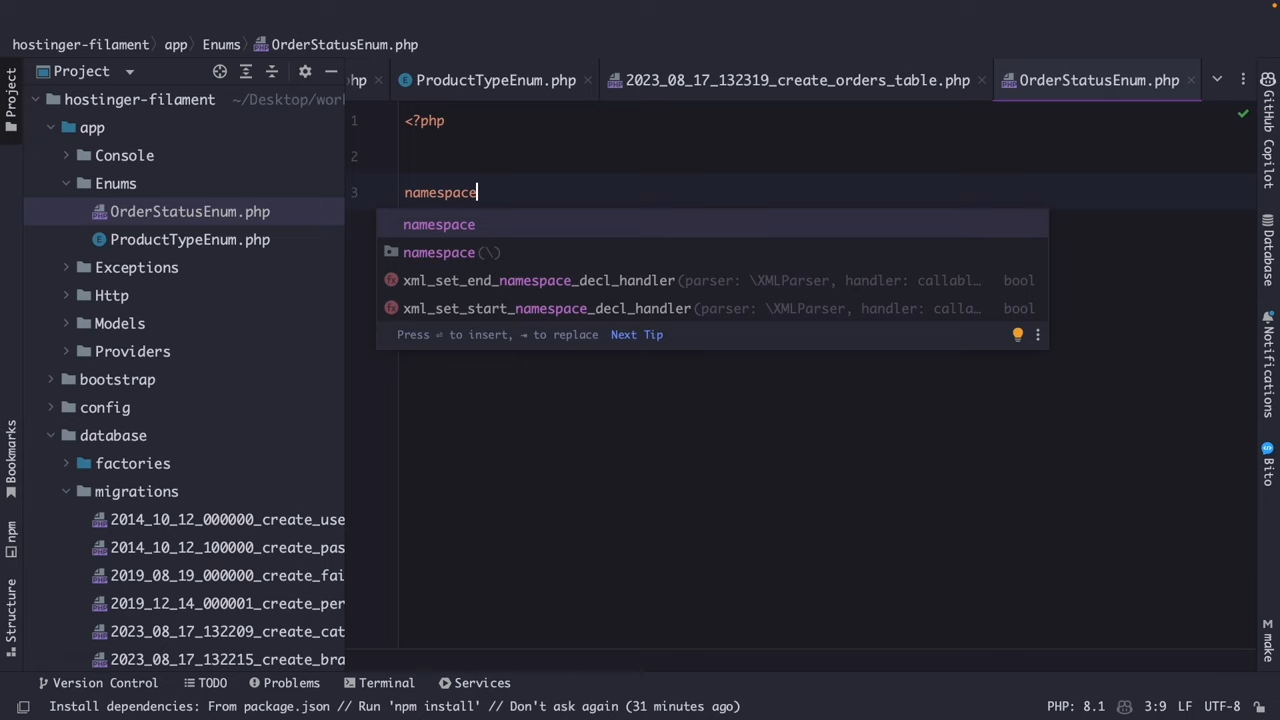 hostinger-filament
app
Enums
OrderStatusEnum.php
Project
hp
ProductTypeEnum.php
2023_08_17_132319_create_orders_table.php
OrderStatusEnum.php
Project
hostinger-filament ~/Desktop/work
app
Console
Enums
OrderStatusEnum.php
ProductTypeEnum.php
Exceptions
Http
Models
Providers
bootstrap
config
database
factories
migrations
2014_10_12_000000_create_use
2014_10_12_100000_create_pas
2019_08_19_000000_create_fai
2019_12_14_000001_create_per
2023_08_17_132209_create_cat
2023_08_17_132215_create_bra
Bookmarks
npm
Structure
1 <?php
2
3 namespace
namespace
namespace(\)
xml_set_end_namespace_decl_handler(parser: \XMLParser, handler: callabl… bool
xml_set_start_namespace_decl_handler(parser: \XMLParser, handler: calla… bool
Press ⏎ to insert, ⇥ to replace Next Tip
GitHub Copilot
Database
Notifications
Bito
make
Version Control
TODO
Problems
Terminal
Services
Install dependencies: From package.json // Run 'npm install' // Don't ask again (31 minutes ago)
PHP: 8.1 3:9 LF UTF-8